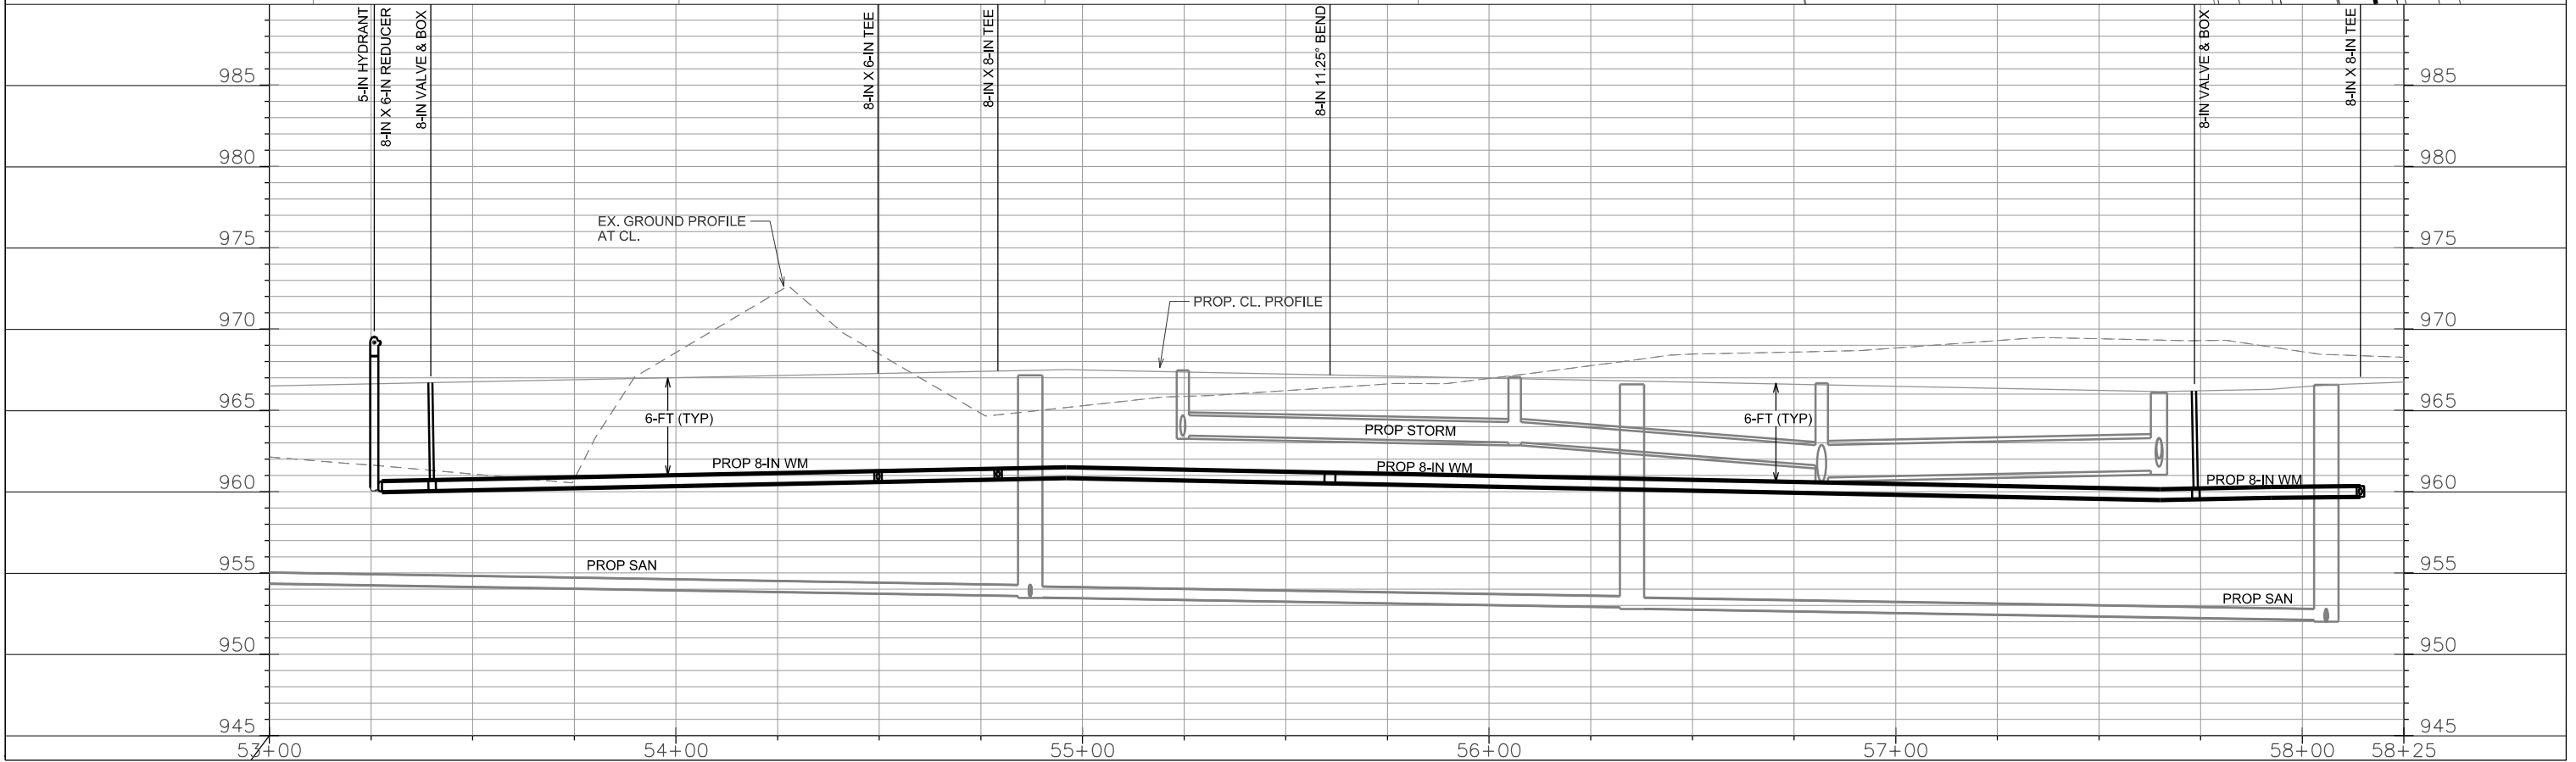 5-IN HYDRANT
8-IN X 6-IN REDUCER
8-IN VALVE & BOX
8-IN X 6-IN TEE
8-IN X 8-IN TEE
8-IN 11.25° BEND
8-IN VALVE & BOX
8-IN X 8-IN TEE
985
985
980
980
EX. GROUND PROFILE
AT CL.
975
975
PROP. CL. PROFILE
970
970
965
965
6-FT (TYP)
6-FT (TYP)
PROP STORM
PROP 8-IN WM
PROP 8-IN WM
PROP 8-IN WM
960
960
955
955
PROP SAN
PROP SAN
950
950
945
945
53+00
54+00
55+00
56+00
57+00
58+00
58+25